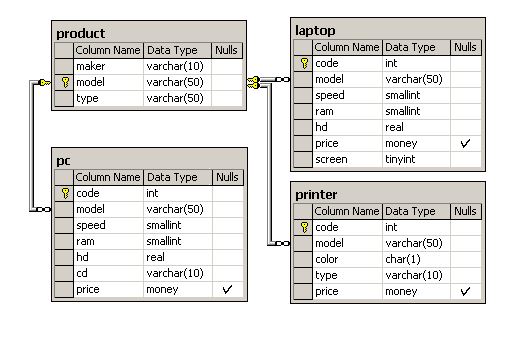 product
Column Name Data Type Nulls
maker varchar(10)
model varchar(50)
type varchar(50)
laptop
Column Name Data Type Nulls
code int
model varchar(50)
speed smallint
ram smallint
hd real
price money
screen tinyint
pc
Column Name Data Type Nulls
code int
model varchar(50)
speed smallint
ram smallint
hd real
cd varchar(10)
price money
printer
Column Name Data Type Nulls
code int
model varchar(50)
color char(1)
type varchar(10)
price money